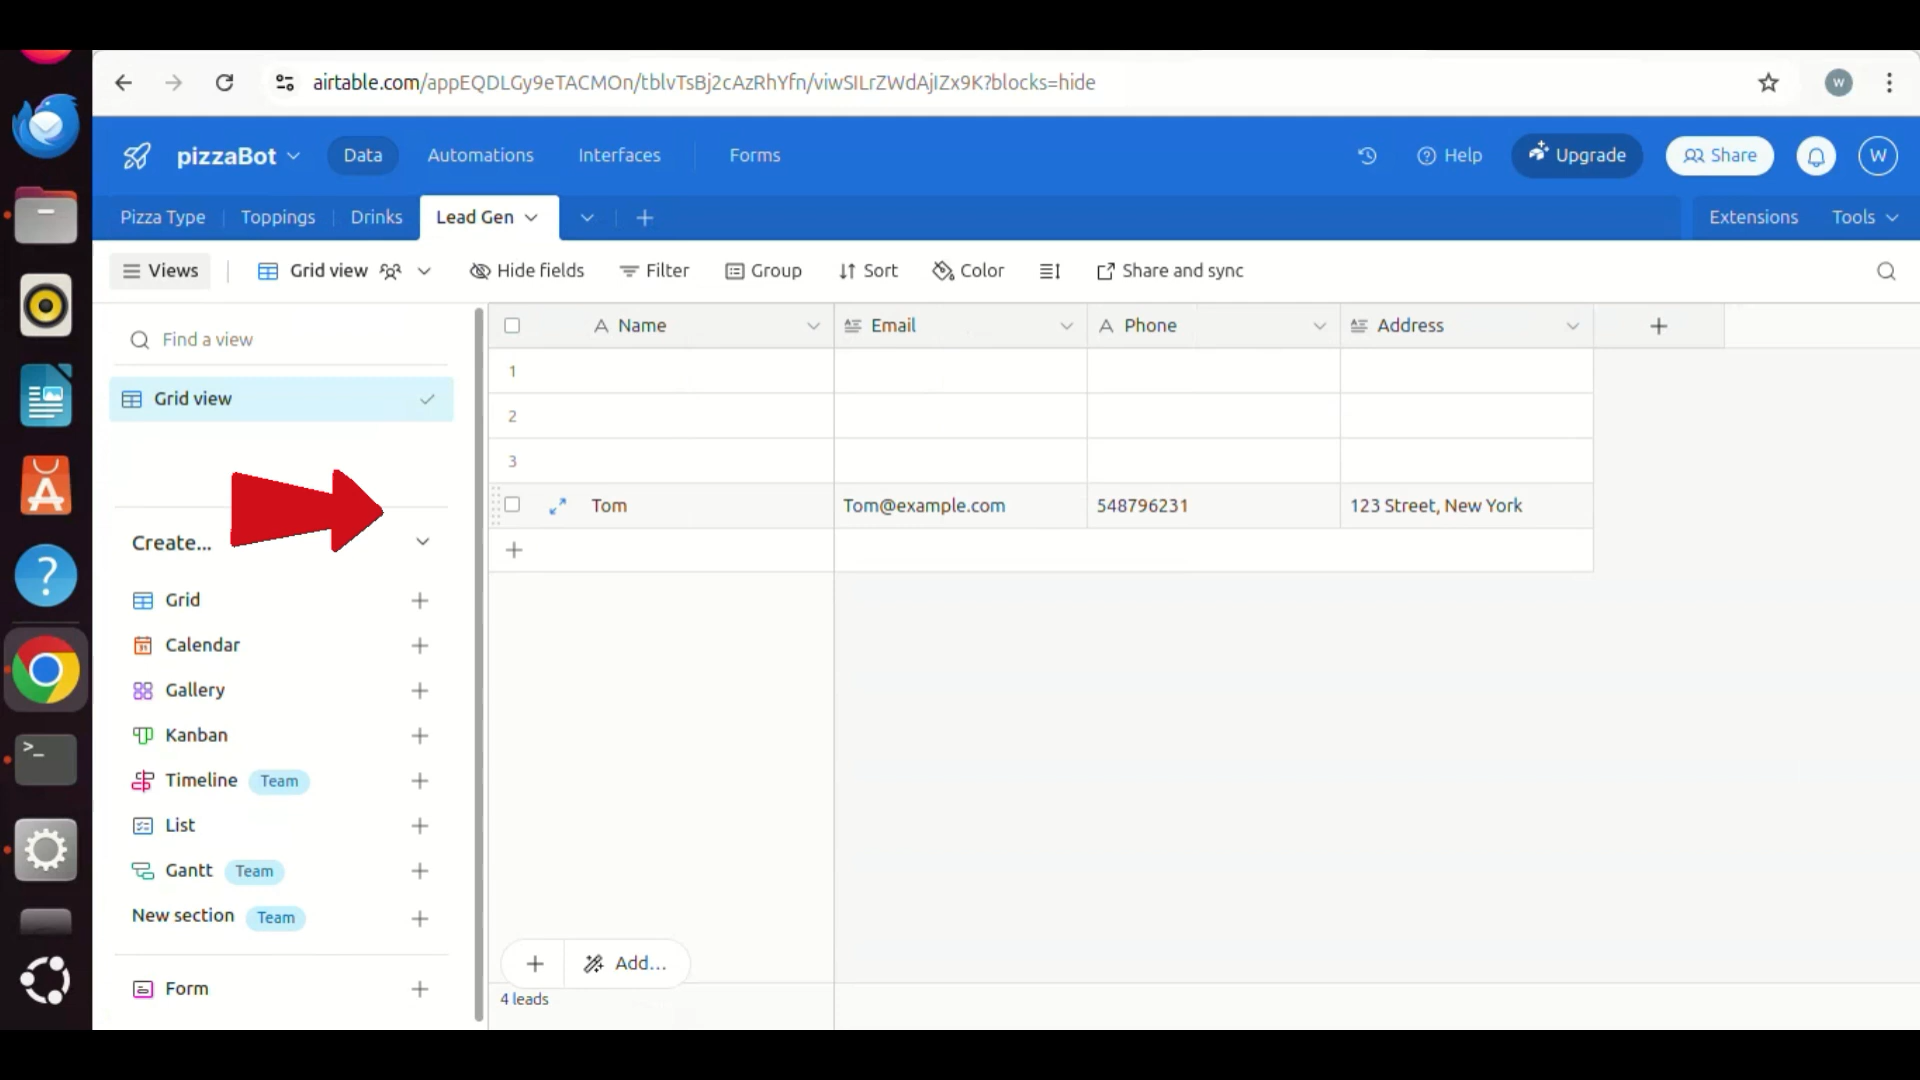 airtable.com/appEQDLGy9eTACMOn/tblvTsBj2cAzRhYfn/viwSILrZWdAjIZx9K?blocks=hide
W
pizzaBot Data Automations Interfaces Forms Help Upgrade Share W
Pizza Type Toppings Drinks Lead Gen Extensions Tools
Views Grid view Hide fields Filter Group Sort Color Share and sync
Find a view
Grid view
Create...
Grid
Calendar
Gallery
Kanban
Timeline Team
List
Gantt Team
New section Team
Form
Name Email Phone Address
1
2
3
Tom Tom@example.com 548796231 123 Street, New York
Add...
4 leads